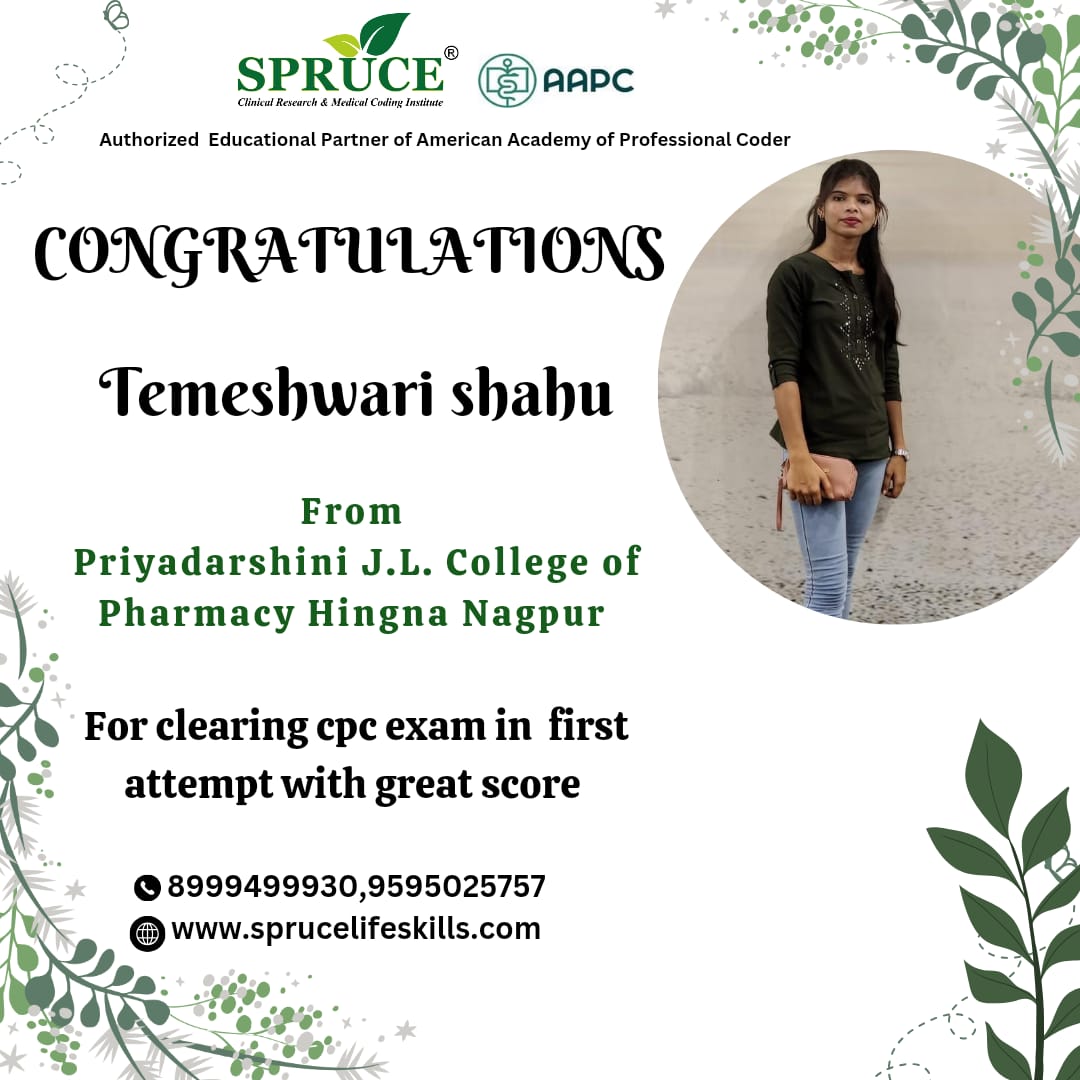 SPRUCE®
Clinical Research & Medical Coding Institute
AAPC
Authorized Educational Partner of American Academy of Professional Coder
CONGRATULATIONS
Temeshwari shahu
From
Priyadarshini J.L. College of
Pharmacy Hingna Nagpur
For clearing cpc exam in first
attempt with great score
8999499930,9595025757
www.sprucelifeskills.com